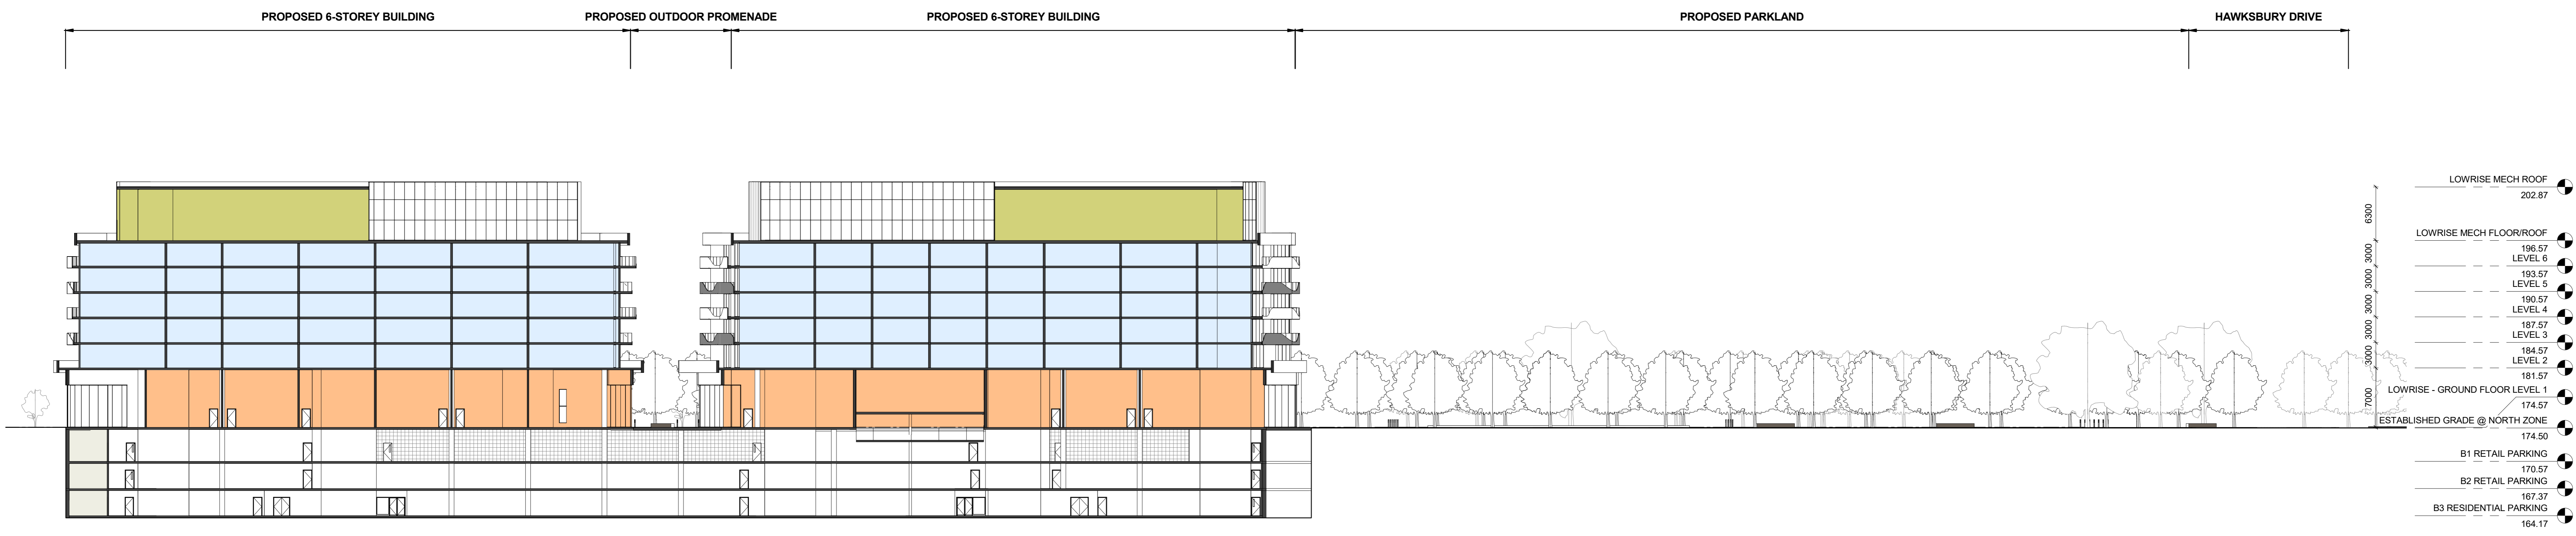 PROPOSED 6-STOREY BUILDING
PROPOSED OUTDOOR PROMENADE
PROPOSED 6-STOREY BUILDING
PROPOSED PARKLAND
HAWKSBURY DRIVE
LOWRISE MECH ROOF
202.87
6300
LOWRISE MECH FLOOR/ROOF
196.57
3000
LEVEL 6
193.57
3000
LEVEL 5
190.57
3000
LEVEL 4
187.57
3000
LEVEL 3
184.57
3000
LEVEL 2
181.57
7000
LOWRISE - GROUND FLOOR LEVEL 1
174.57
ESTABLISHED GRADE @ NORTH ZONE
174.50
B1 RETAIL PARKING
170.57
B2 RETAIL PARKING
167.37
B3 RESIDENTIAL PARKING
164.17